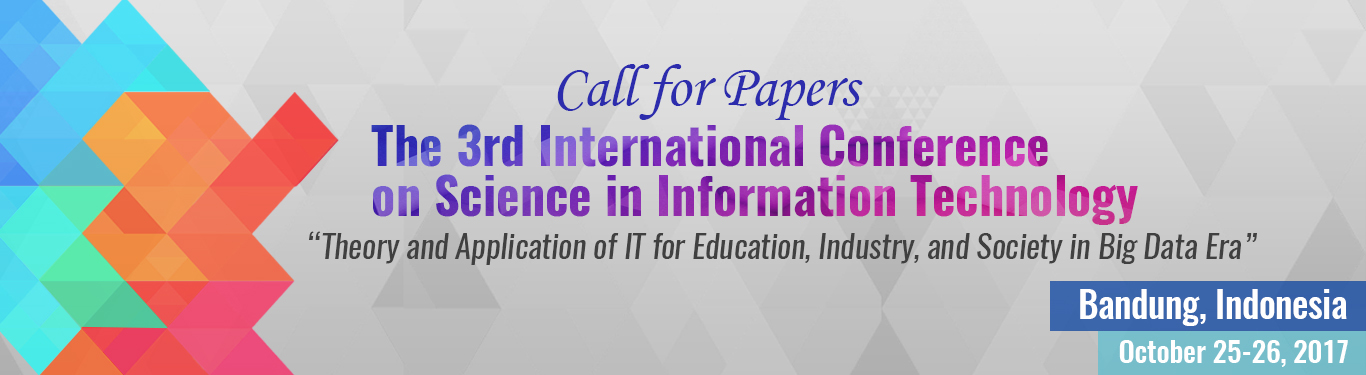 Call for Papers
The 3rd International Conference
on Science in Information Technology
“Theory and Application of IT for Education, Industry, and Society in Big Data Era”
Bandung, Indonesia
October 25-26, 2017